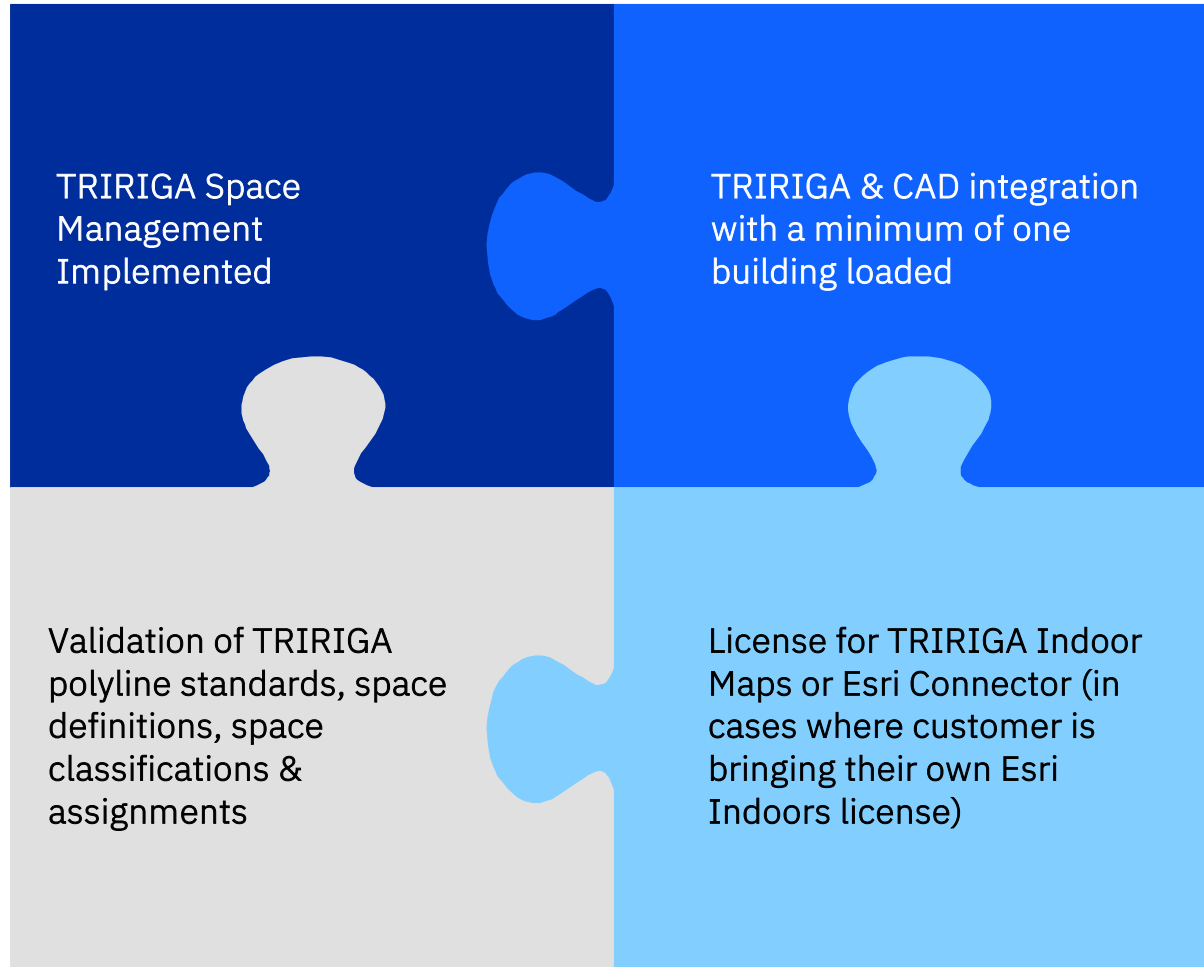 TRIRIGA Space
Management
Implemented
TRIRIGA & CAD integration
with a minimum of one
building loaded
Validation of TRIRIGA
polyline standards, space
definitions, space
classifications &
assignments
License for TRIRIGA Indoor
Maps or Esri Connector (in
cases where customer is
bringing their own Esri
Indoors license)